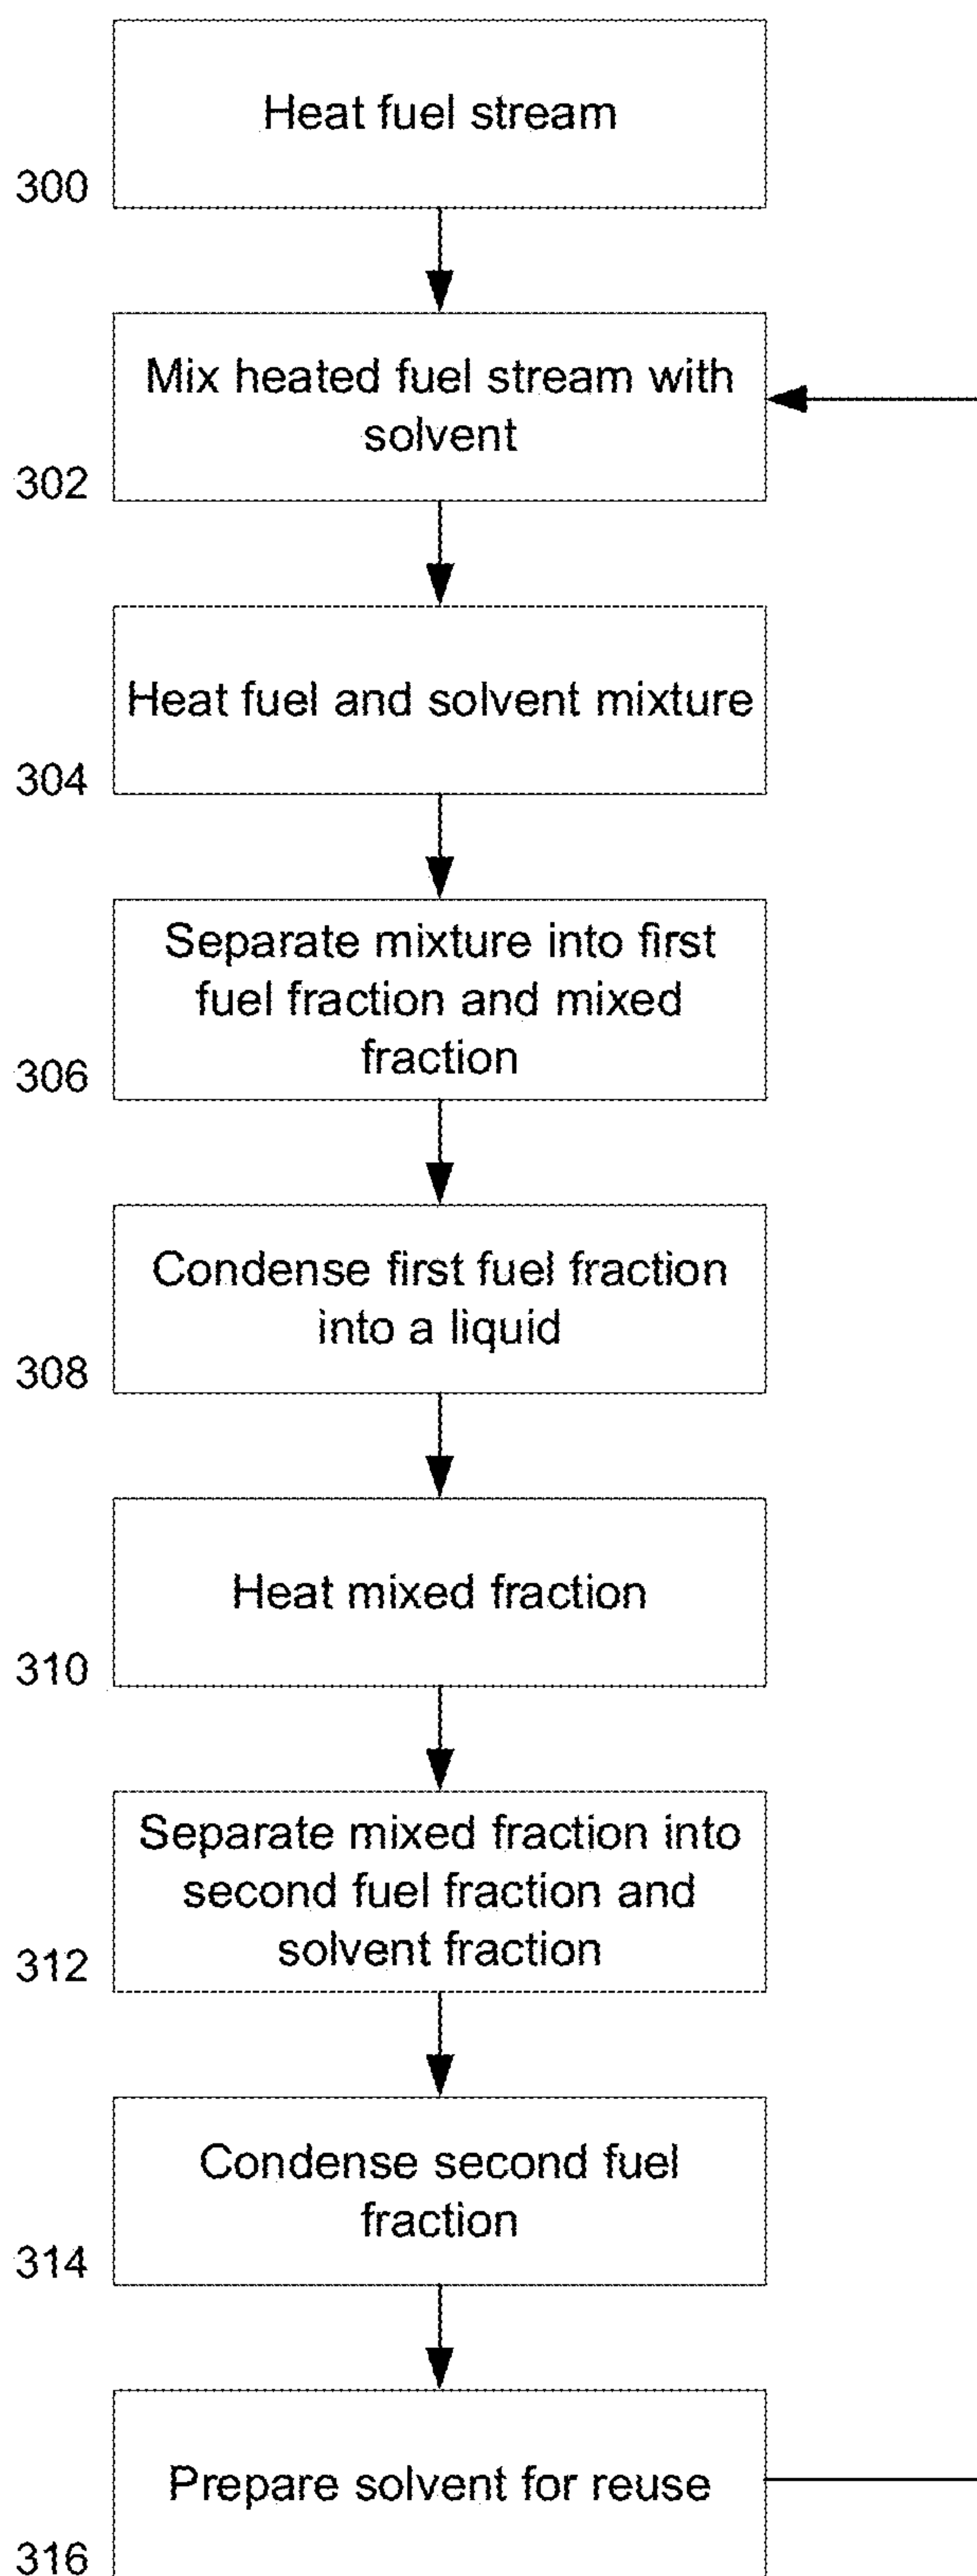 Heat fuel stream
300
Mix heated fuel stream with
solvent
302
Heat fuel and solvent mixture
304
Separate mixture into first
fuel fraction and mixed
fraction
306
Condense first fuel fraction
into a liquid
308
Heat mixed fraction
310
Separate mixed fraction into
second fuel fraction and
solvent fraction
312
Condense second fuel
fraction
314
Prepare solvent for reuse
316